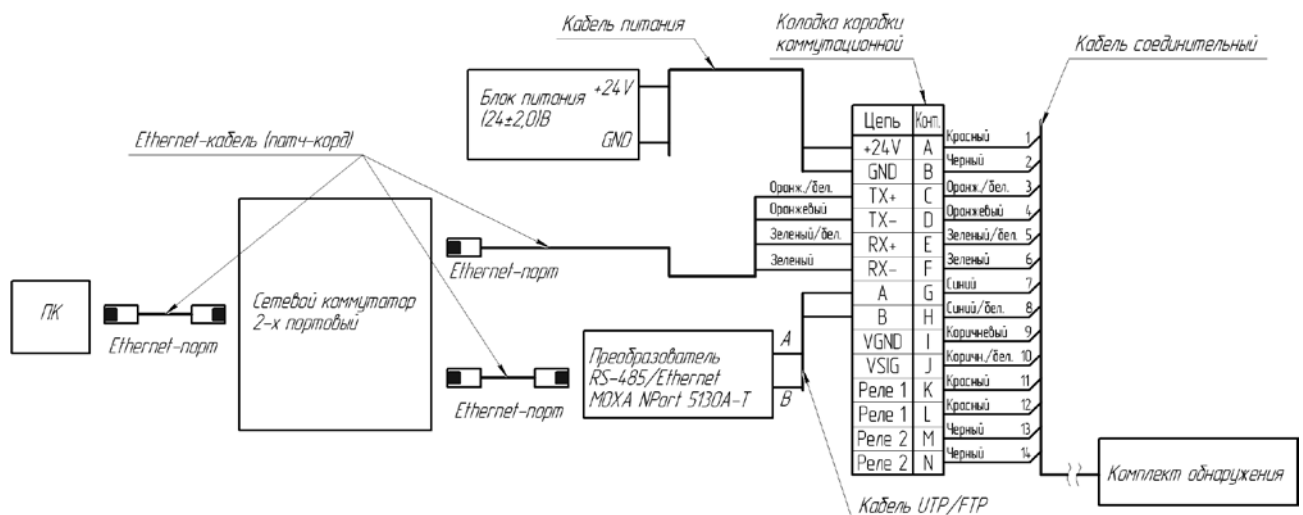 Кабель питания
Колодка коробки
коммутационной
Кабель соединительный
Блок питания
(24±2,0)В
+24V
GND
Ethernet-кабель (патч-корд)
Цепь Ко-т.
+24V A Красный 1
GND B Черный 2
Оранж./бел. TX+ C Оранж./бел. 3
Оранжевый TX- D Оранжевый 4
Зеленый/бел. RX+ E Зеленый/бел. 5
Зеленый RX- F Зеленый 6
A G Синий 7
B H Синий/бел. 8
VGND I Коричневый 9
VSIG J Коричн./бел. 10
Реле 1 K Красный 11
Реле 1 L Красный 12
Реле 2 M Черный 13
Реле 2 N Черный 14
Ethernet-порт
ПК
Ethernet-порт
Сетевой коммутатор
2-х портовый
Ethernet-порт
Преобразователь
RS-485/Ethernet
MOXA NPort 5130A-T
A
B
Кабель UTP/FTP
Комплект обнаружения